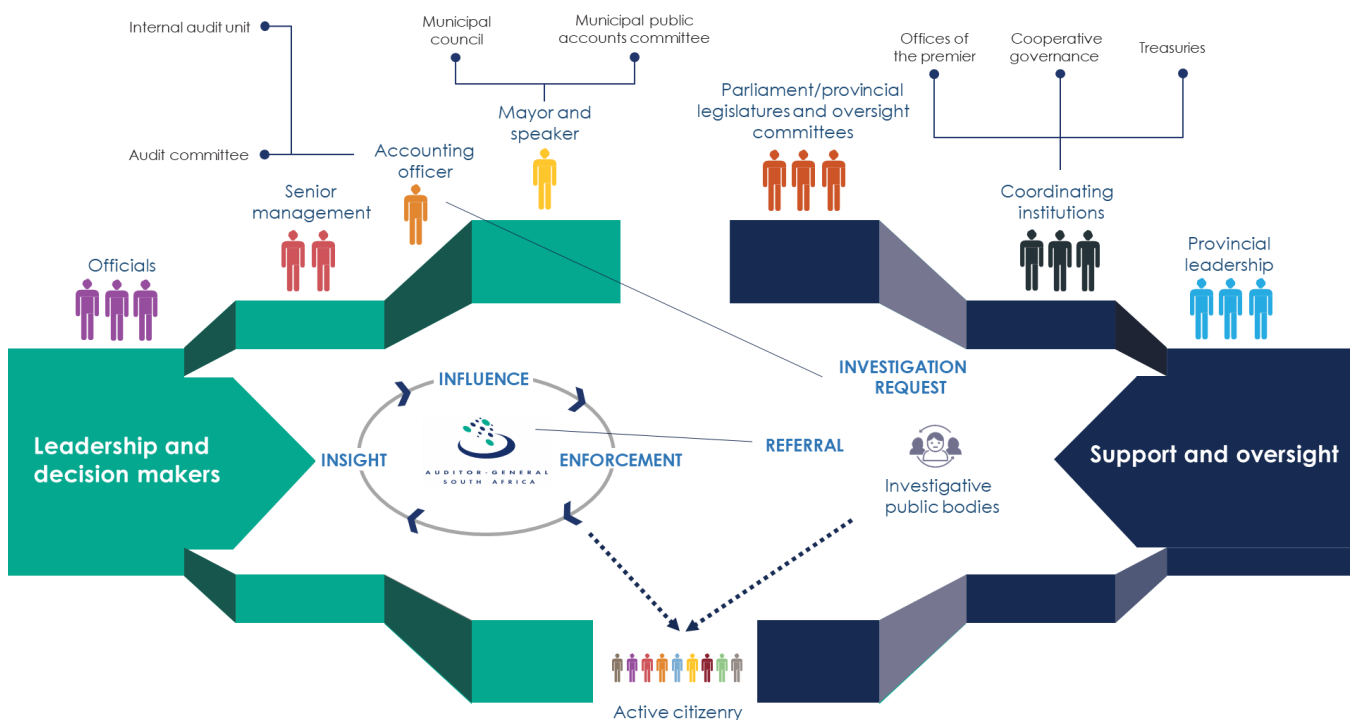 Internal audit unit
Audit committee
Municipal
council
Municipal public
accounts committee
Mayor and
speaker
Accounting
officer
Senior
management
Officials
Parliament/provincial
legislatures and oversight
committees
Offices of
the premier
Cooperative
governance
Treasuries
Coordinating
institutions
Provincial
leadership
Leadership and
decision makers
INFLUENCE
INSIGHT
ENFORCEMENT
AUDITOR-GENERAL
SOUTH AFRICA
INVESTIGATION
REQUEST
REFERRAL
Investigative
public bodies
Support and oversight
Active citizenry